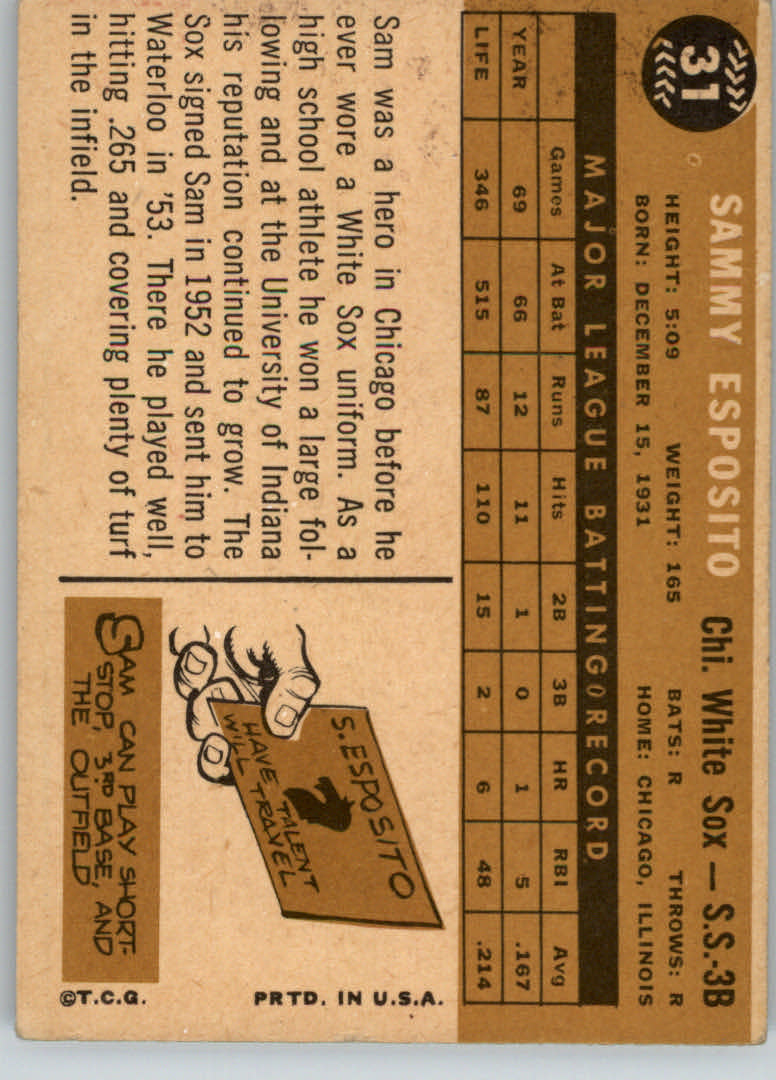 31
SAMMY ESPOSITO Chi. White Sox — S.S.-3B
HEIGHT: 5:09 WEIGHT: 165 BATS: R THROWS: R
BORN: DECEMBER 15, 1931 HOME: CHICAGO, ILLINOIS
MAJOR LEAGUE BATTING RECORD
Games At Bat Runs Hits 2B 3B HR RBI Avg
YEAR 69 66 12 11 1 0 1 5 .167
LIFE 346 515 87 110 15 2 6 48 .214
Sam was a hero in Chicago before he
ever wore a White Sox uniform. As a
high school athlete he won a large fol-
lowing and at the University of Indiana
his reputation continued to grow. The
Sox signed Sam in 1952 and sent him to
Waterloo in '53. There he played well,
hitting .265 and covering plenty of turf
in the infield.
S. ESPOSITO
HAVE TALENT
WILL TRAVEL
SAM CAN PLAY SHORT-
STOP, 3RD BASE, AND
THE OUTFIELD
©T.C.G. PRTD. IN U.S.A.